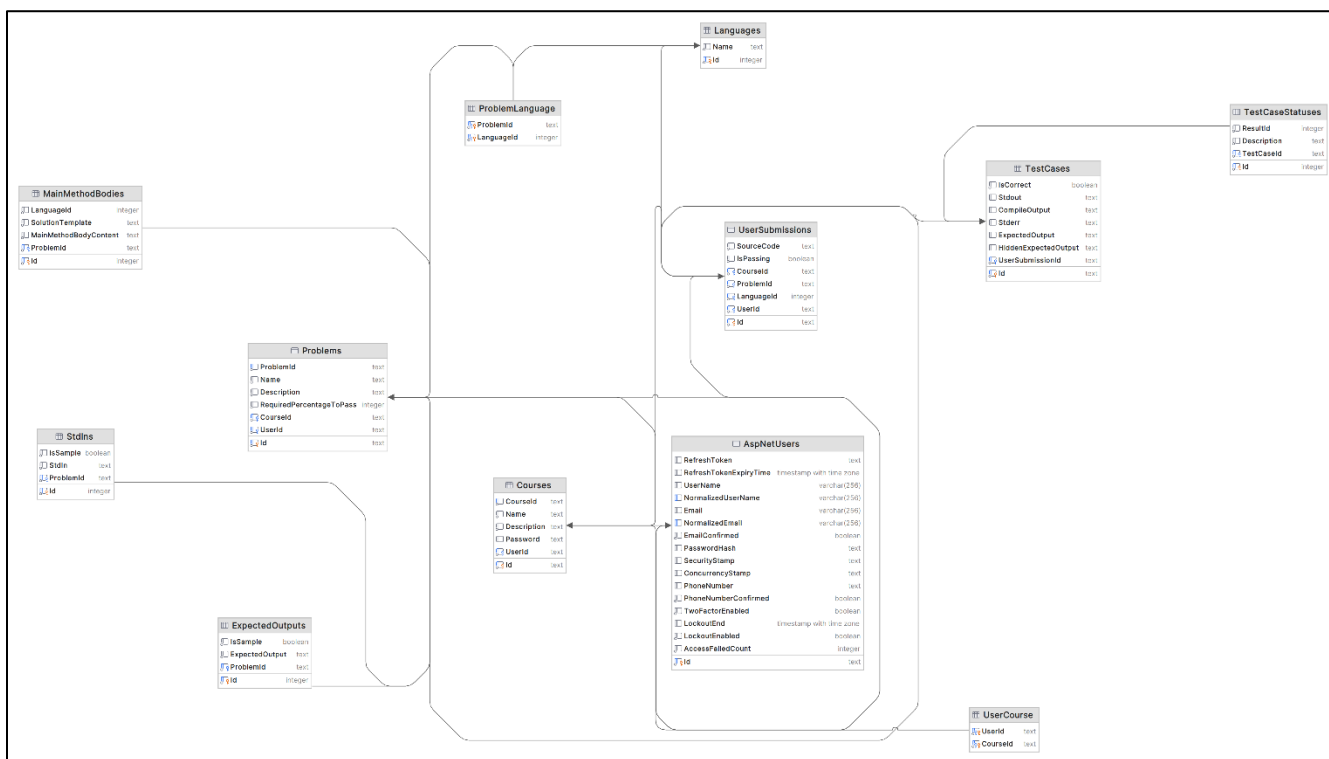 Languages
Name text
Id integer
ProblemLanguage
ProblemId text
LanguageId integer
TestCaseStatuses
ResultId integer
Description text
TestCaseId text
Id integer
TestCases
IsCorrect boolean
Stdout text
CompileOutput text
Stderr text
ExpectedOutput text
HiddenExpectedOutput text
UserSubmissionId text
Id text
MainMethodBodies
LanguageId integer
SolutionTemplate text
MainMethodBodyContent text
ProblemId text
Id integer
UserSubmissions
SourceCode text
IsPassing boolean
CourseId text
ProblemId text
LanguageId integer
UserId text
Id text
Problems
ProblemId text
Name text
Description text
RequiredPercentageToPass integer
CourseId text
UserId text
Id text
StdIns
IsSample boolean
StdIn text
ProblemId text
Id integer
Courses
CourseId text
Name text
Description text
Password text
UserId text
Id text
AspNetUsers
RefreshToken text
RefreshTokenExpiryTime timestamp with time zone
UserName varchar(256)
NormalizedUserName varchar(256)
Email varchar(256)
NormalizedEmail varchar(256)
EmailConfirmed boolean
PasswordHash text
SecurityStamp text
ConcurrencyStamp text
PhoneNumber text
PhoneNumberConfirmed boolean
TwoFactorEnabled boolean
LockoutEnd timestamp with time zone
LockoutEnabled boolean
AccessFailedCount integer
Id text
ExpectedOutputs
IsSample boolean
ExpectedOutput text
ProblemId text
Id integer
UserCourse
UserId text
CourseId text